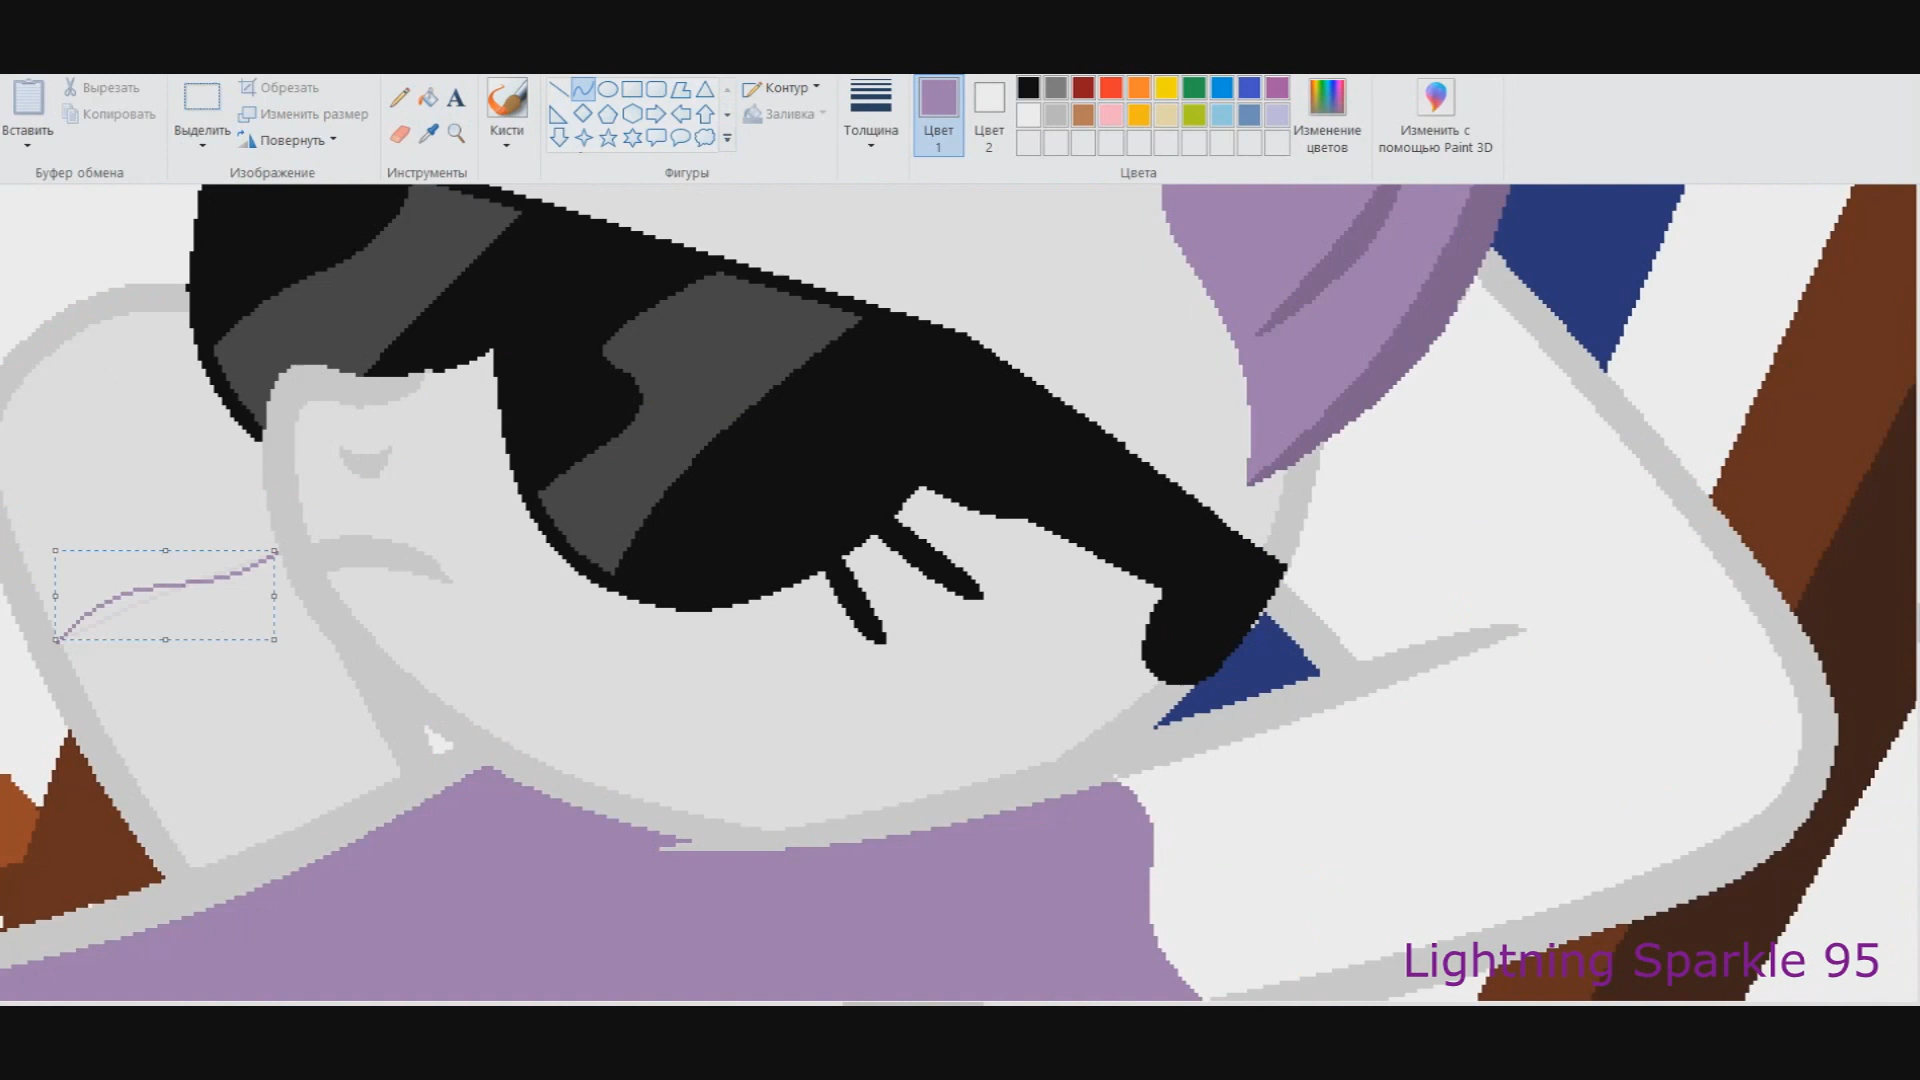 Вставить
Вырезать
Копировать
Буфер обмена
Выделить
Обрезать
Изменить размер
Повернуть
Изображение
A
Инструменты
Кисти
Контур
Заливка
Фигуры
Толщина
Цвет
1
Цвет
2
Изменение
цветов
Цвета
Изменить с
помощью Paint 3D
Lightning Sparkle 95